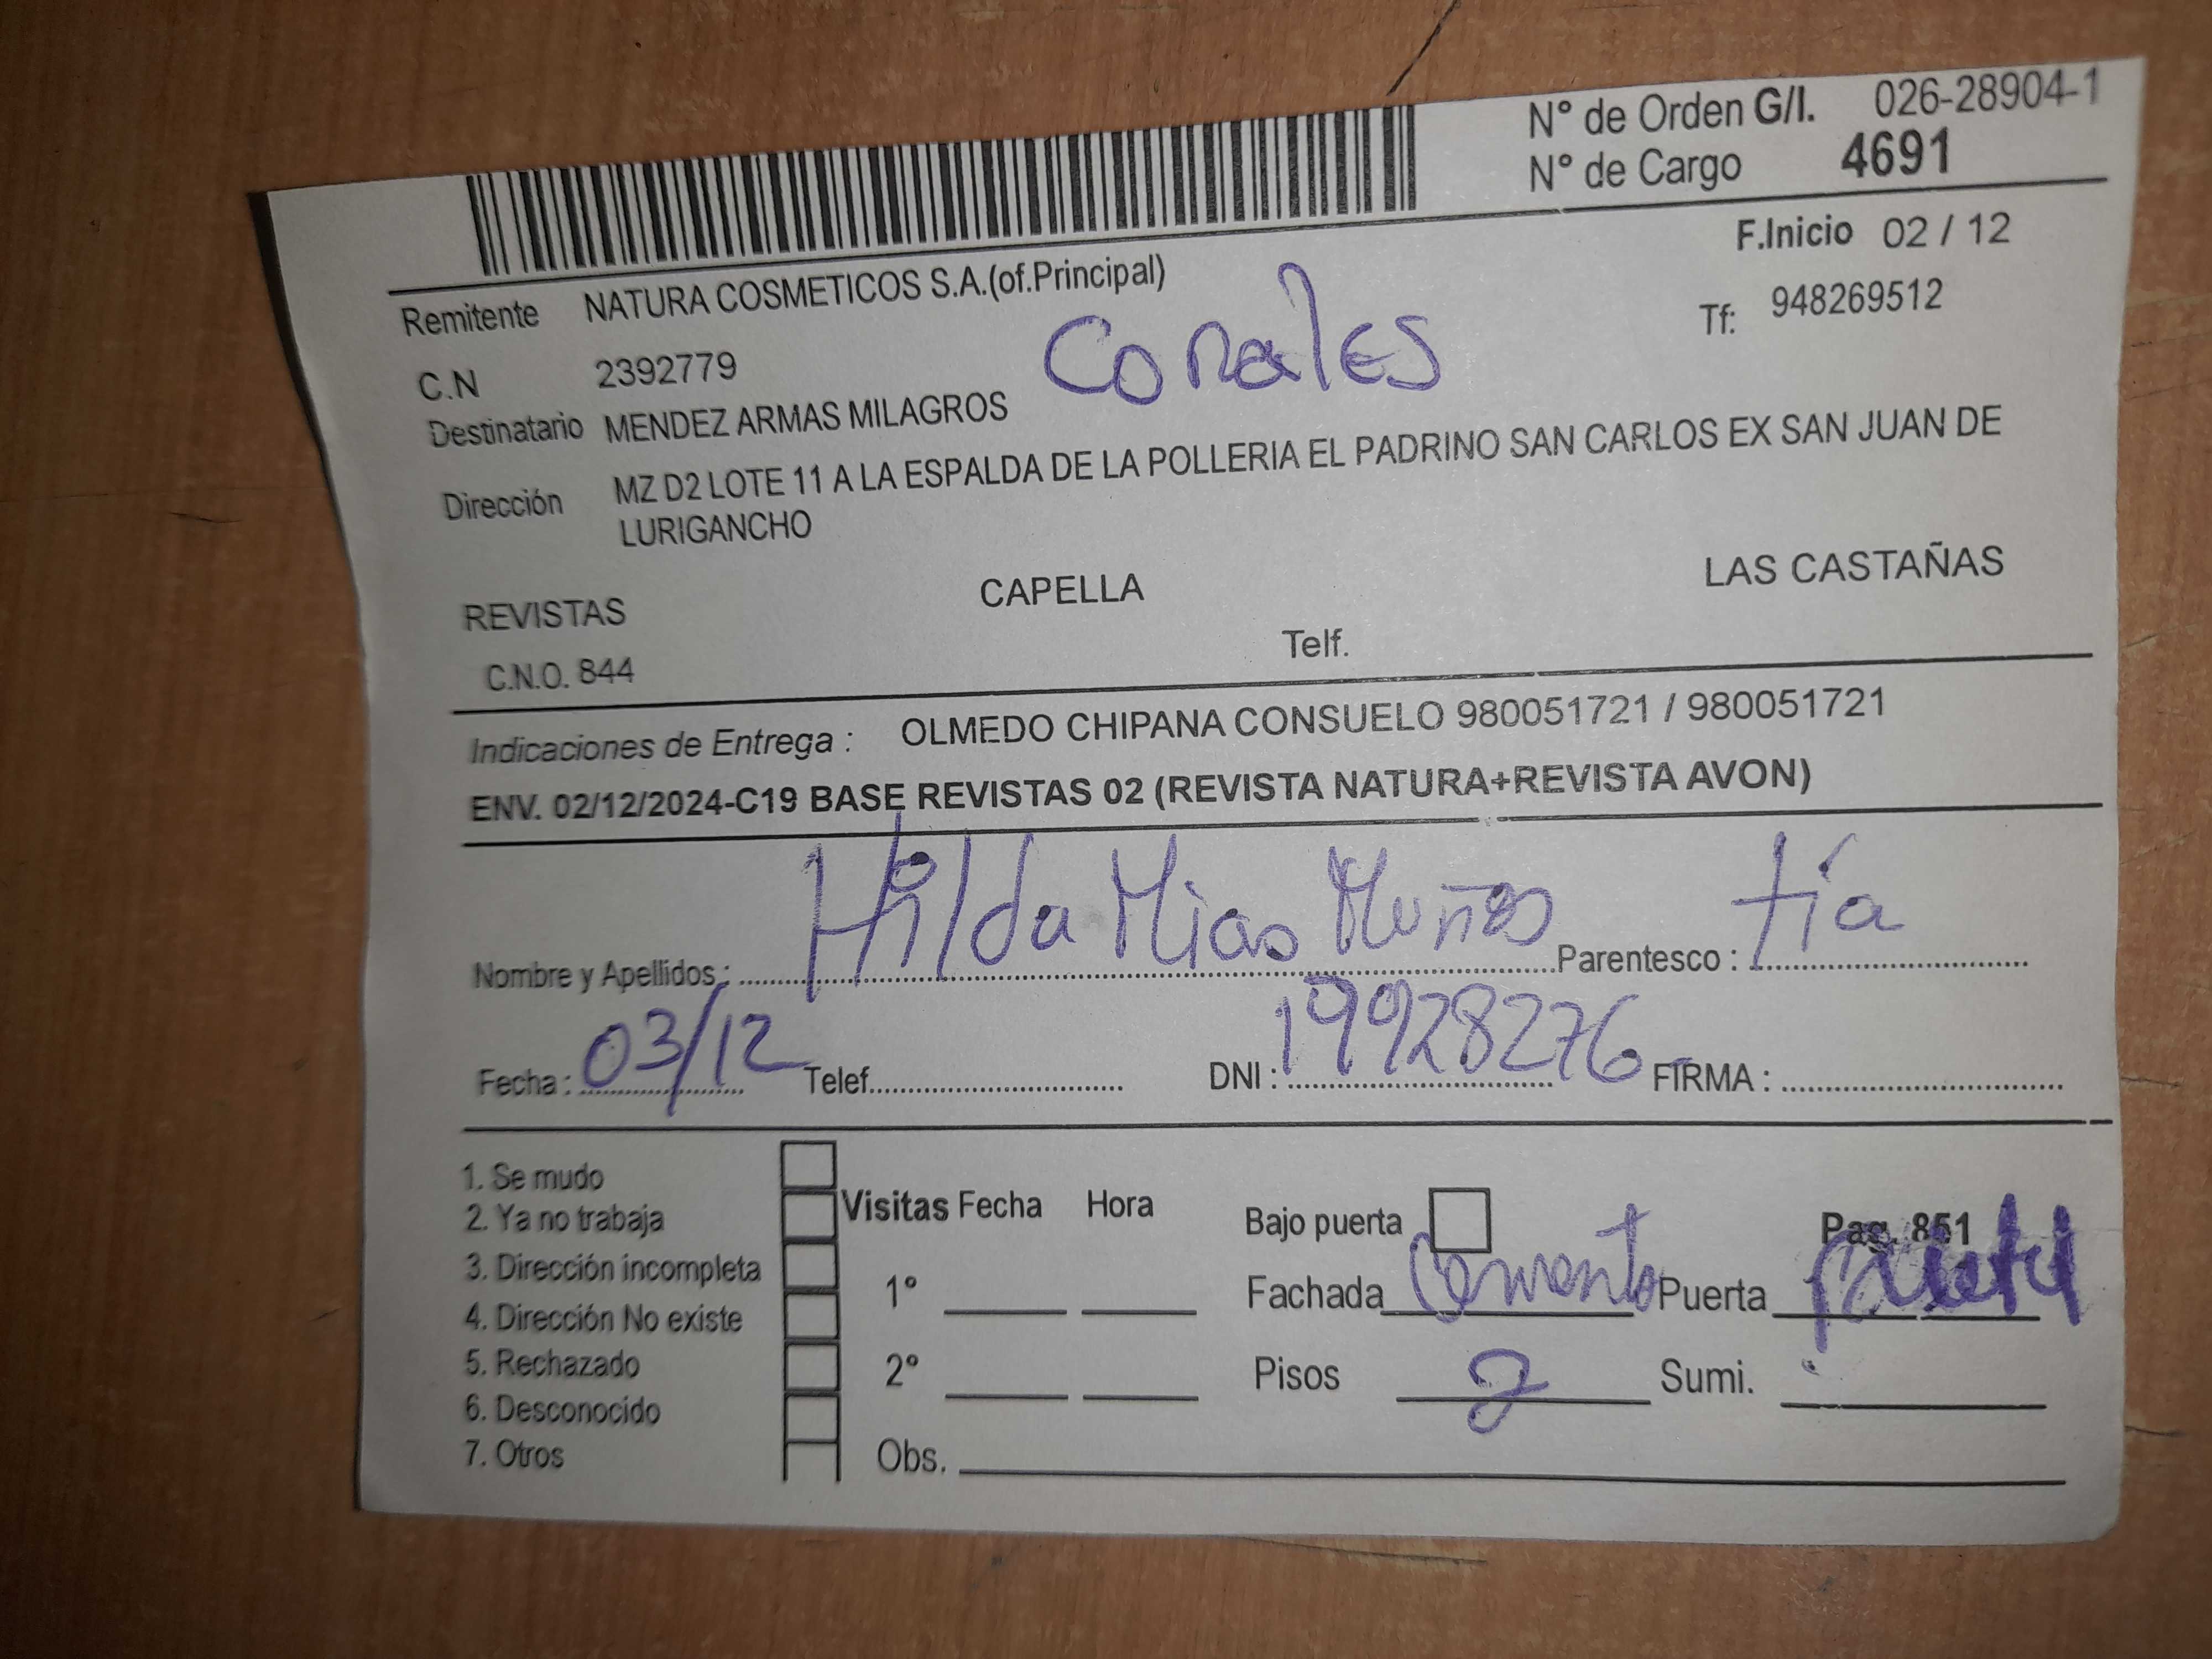 N° de Orden G/I. 026-28904-1
N° de Cargo 4691
F.Inicio 02 / 12
Remitente NATURA COSMETICOS S.A.(of.Principal)
Tf: 948269512
C.N 2392779
Corales
Destinatario MENDEZ ARMAS MILAGROS
Dirección MZ D2 LOTE 11 A LA ESPALDA DE LA POLLERIA EL PADRINO SAN CARLOS EX SAN JUAN DE
LURIGANCHO
REVISTAS CAPELLA LAS CASTAÑAS
C.N.O. 844 Telf.
Indicaciones de Entrega : OLMEDO CHIPANA CONSUELO 980051721 / 980051721
ENV. 02/12/2024-C19 BASE REVISTAS 02 (REVISTA NATURA+REVISTA AVON)
Nombre y Apellidos : Hilda Mias Muños Parentesco : tía
Fecha : 03/12 Telef. DNI : 19928276 FIRMA :
1. Se mudo
2. Ya no trabaja
3. Dirección incompleta
4. Dirección No existe
5. Rechazado
6. Desconocido
7. Otros
Visitas Fecha Hora
1°
2°
Obs.
Bajo puerta Pag. 851
Fachada Cemento Puerta
Pisos 2 Sumi.